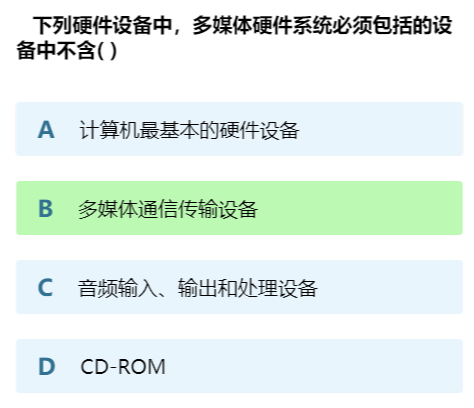 下列硬件设备中，多媒体硬件系统必须包括的设
备中不含( )
A 计算机最基本的硬件设备
B 多媒体通信传输设备
C 音频输入、输出和处理设备
D CD-ROM